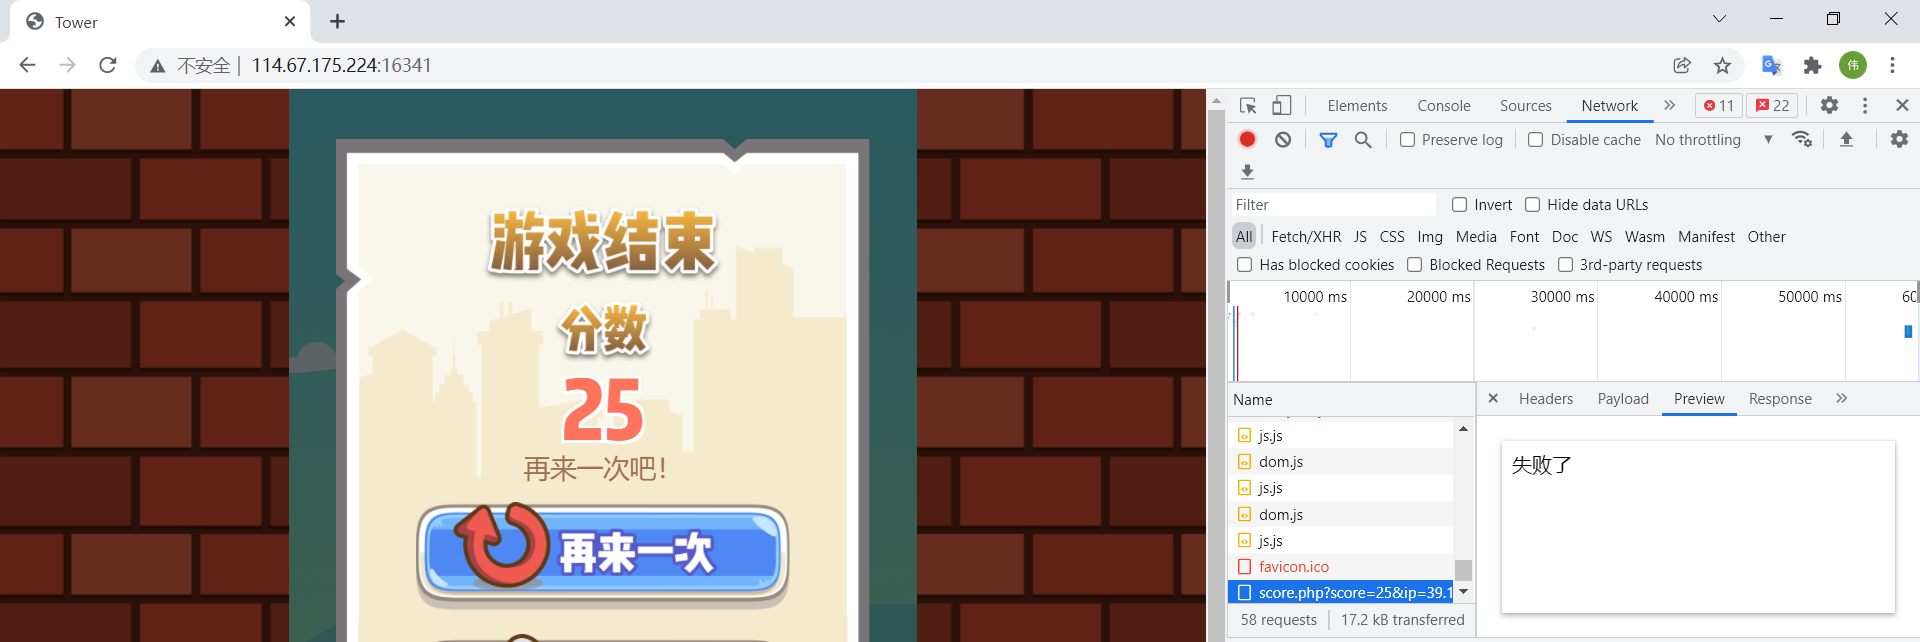 Tower
不安全 | 114.67.175.224:16341
伟
游戏结束
分数
25
再来一次吧！
再来一次
Elements Console Sources Network 11 22
Preserve log Disable cache No throttling
Filter Invert Hide data URLs
All Fetch/XHR JS CSS Img Media Font Doc WS Wasm Manifest Other
Has blocked cookies Blocked Requests 3rd-party requests
10000 ms 20000 ms 30000 ms 40000 ms 50000 ms
Name Headers Payload Preview Response
js.js
dom.js
js.js
dom.js
js.js
favicon.ico
score.php?score=25&ip=39.1
58 requests 17.2 kB transferred
失败了